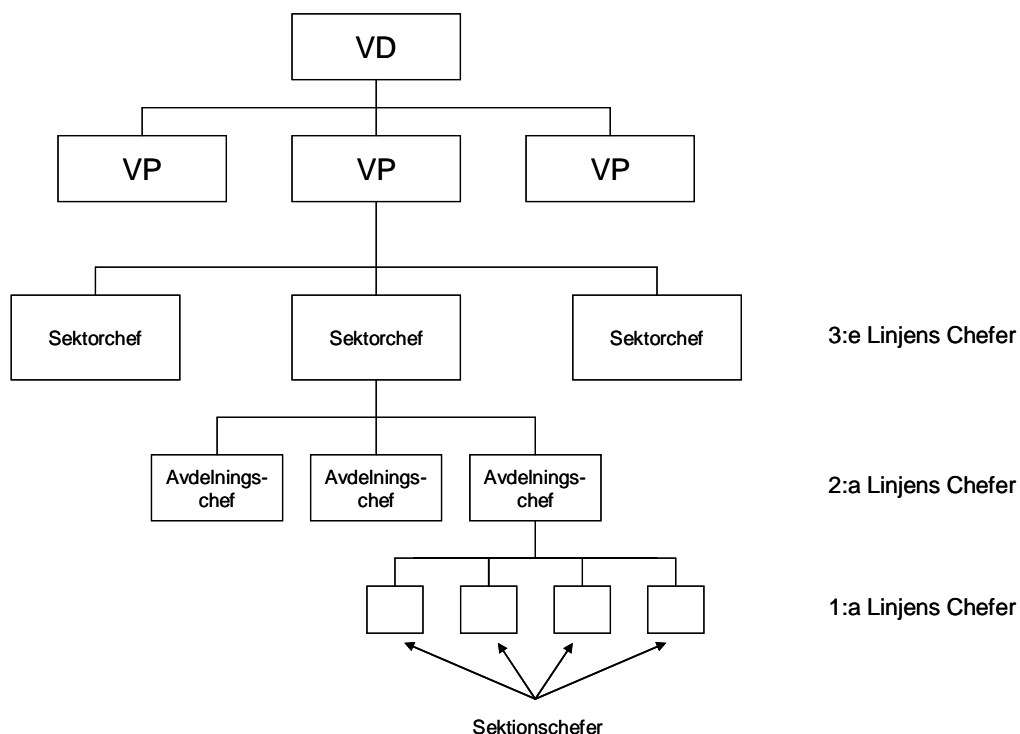 VD
VP
VP
VP
Sektorchef
Sektorchef
Sektorchef
3:e Linjens Chefer
Avdelnings-
chef
Avdelnings-
chef
Avdelnings-
chef
2:a Linjens Chefer
1:a Linjens Chefer
Sektionschefer